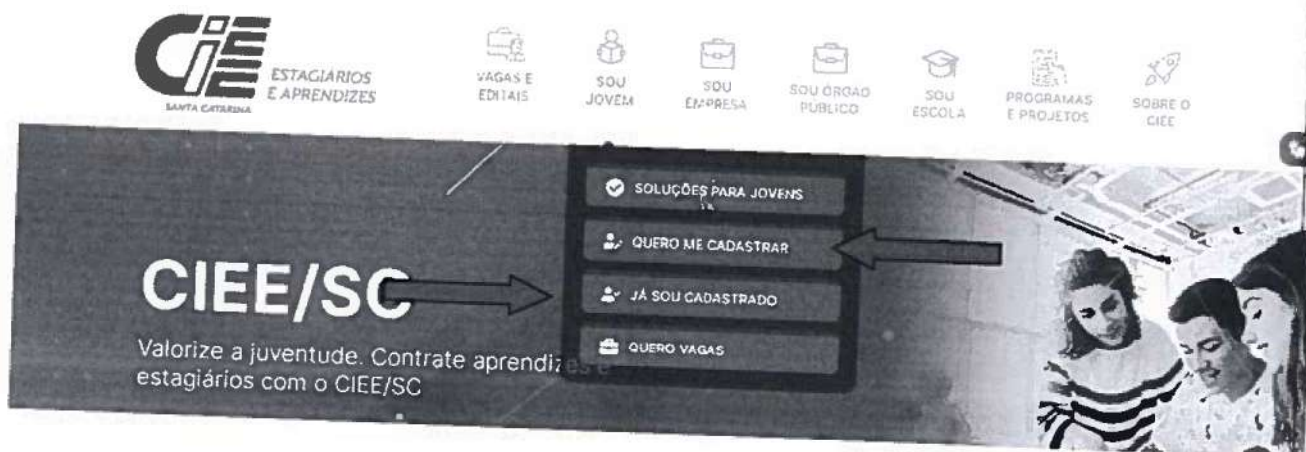 CIEE
ESTAGIÁRIOS
E APRENDIZES
SANTA CATARINA
VAGAS E
EDITAIS
SOU
JOVEM
SOU
EMPRESA
SOU ÓRGÃO
PÚBLICO
SOU
ESCOLA
PROGRAMAS
E PROJETOS
SOBRE O
CIEE
SOLUÇÕES PARA JOVENS
QUERO ME CADASTRAR
JÁ SOU CADASTRADO
QUERO VAGAS
CIEE/SC
Valorize a juventude. Contrate aprendizes e
estagiários com o CIEE/SC